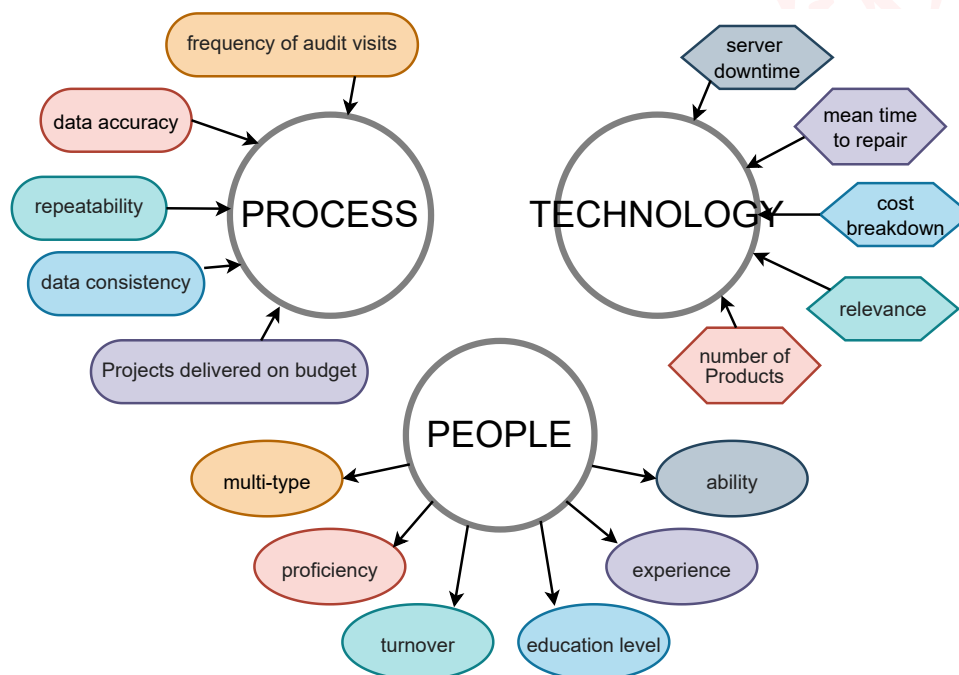 frequency of audit visits
data accuracy
repeatability
data consistency
Projects delivered on budget
PROCESS
server
downtime
mean time
to repair
cost
breakdown
relevance
number of
Products
TECHNOLOGY
PEOPLE
multi-type
proficiency
turnover
education level
experience
ability